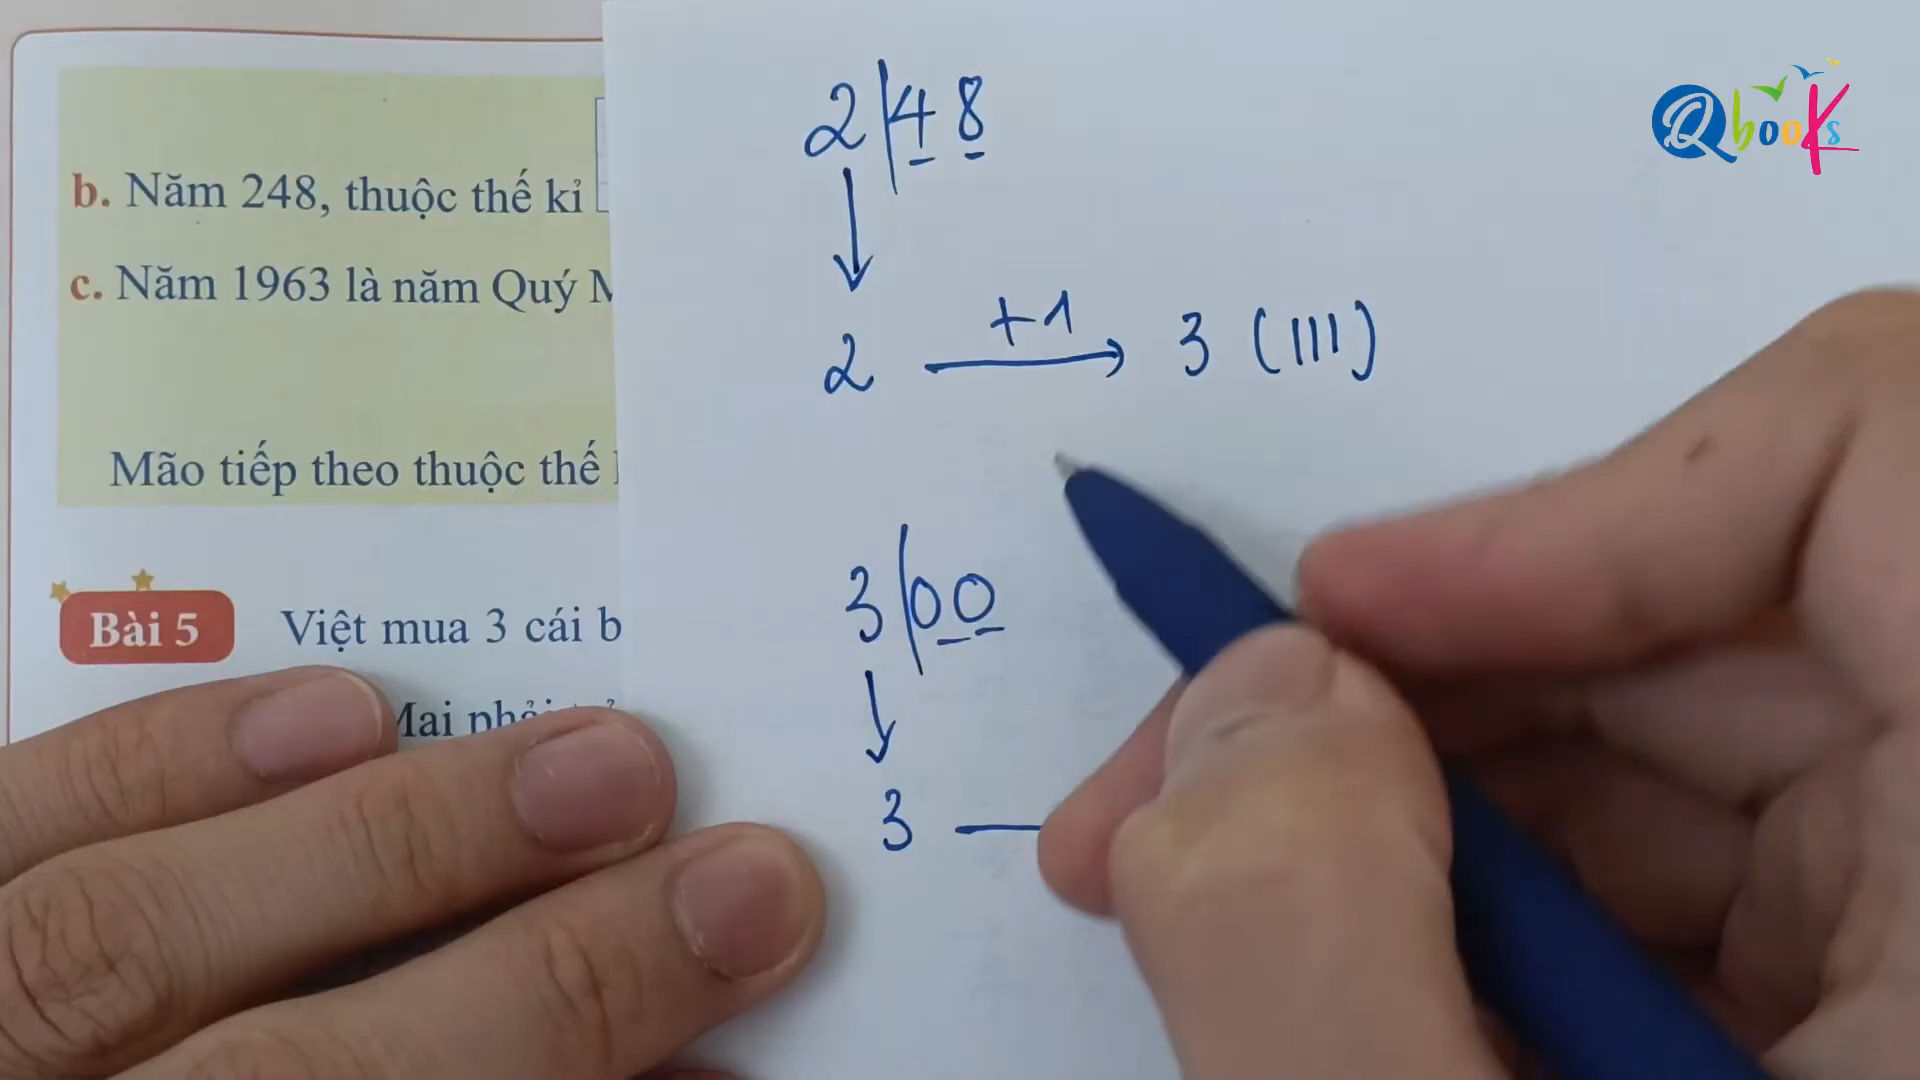 b. Năm 248, thuộc thế kỉ
c. Năm 1963 là năm Quý M
Mão tiếp theo thuộc thế
Bài 5 Việt mua 3 cái b
Mai phải
2|48
2 +1 3 (III)
3|00
3
Qbooks